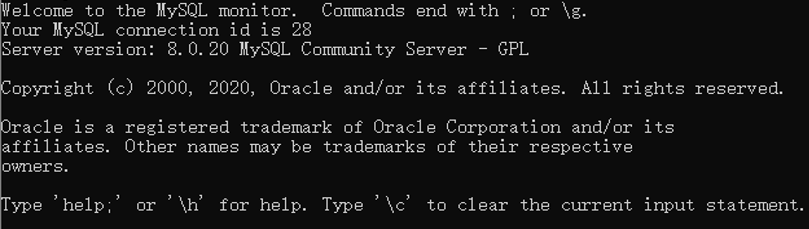 Welcome to the MySQL monitor.  Commands end with ; or \g.
Your MySQL connection id is 28
Server version: 8.0.20 MySQL Community Server - GPL
Copyright (c) 2000, 2020, Oracle and/or its affiliates. All rights reserved.
Oracle is a registered trademark of Oracle Corporation and/or its
affiliates. Other names may be trademarks of their respective
owners.
Type 'help;' or '\h' for help. Type '\c' to clear the current input statement.